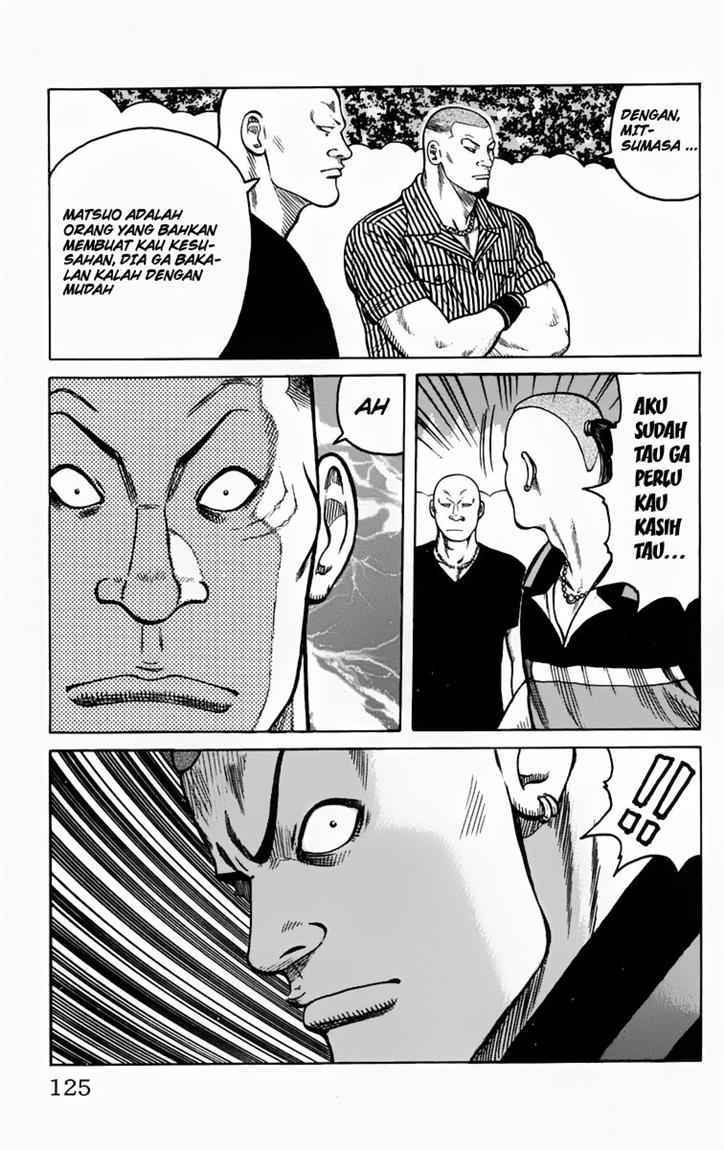 DENGAN,
MIT-
SUMASA ...
MATSUO ADALAH
ORANG YANG BAHKAN
MEMBUAT KAU KESU-
SAHAN, DIA GA BAKA-
LAN KALAH DENGAN
MUDAH
AKU
SUDAH
TAU GA
PERLU
KAU
KASIH
TAU...
AH
!!
125